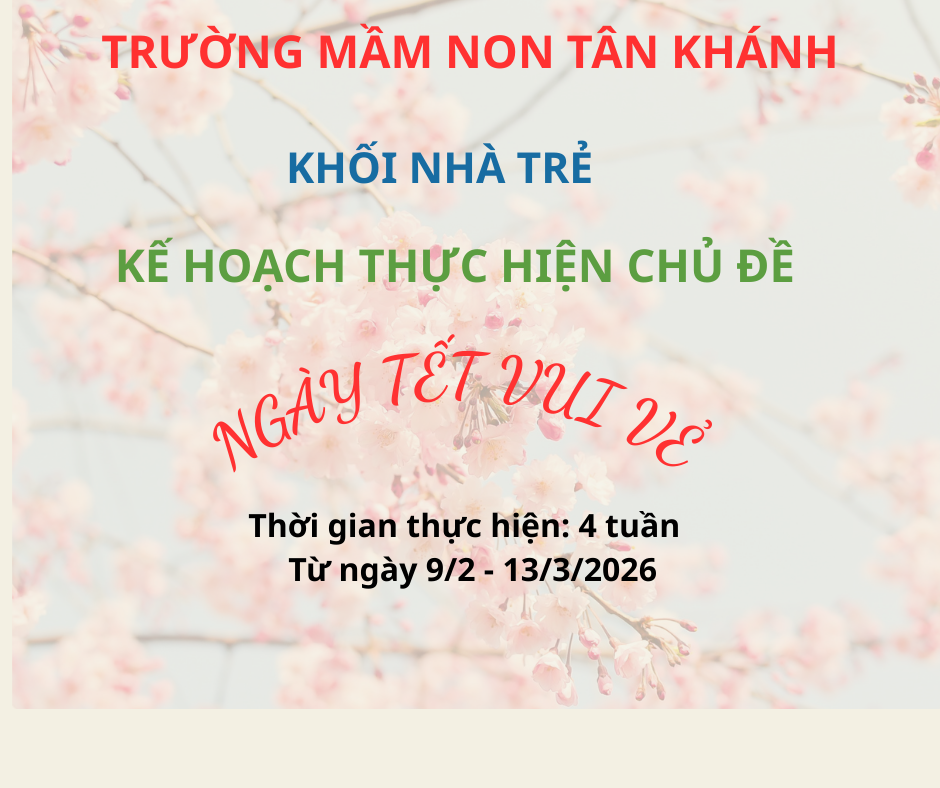 TRƯỜNG MẦM NON TÂN KHÁNH
KHỐI NHÀ TRẺ
KẾ HOẠCH THỰC HIỆN CHỦ ĐỀ
NGÀY TẾT VUI VẺ
Thời gian thực hiện: 4 tuần
Từ ngày 9/2 - 13/3/2026